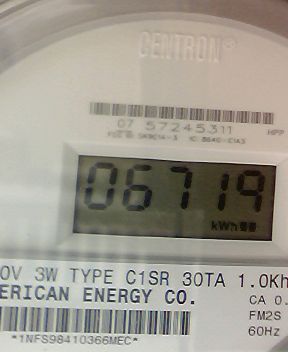 CENTRON®
07 57245311
HPP
06719
kWh
0V 3W TYPE C1SR 30TA 1.0Kh
ERICAN ENERGY CO.
CA 0.
FM2S
60Hz
*1NFS98410366MEC*